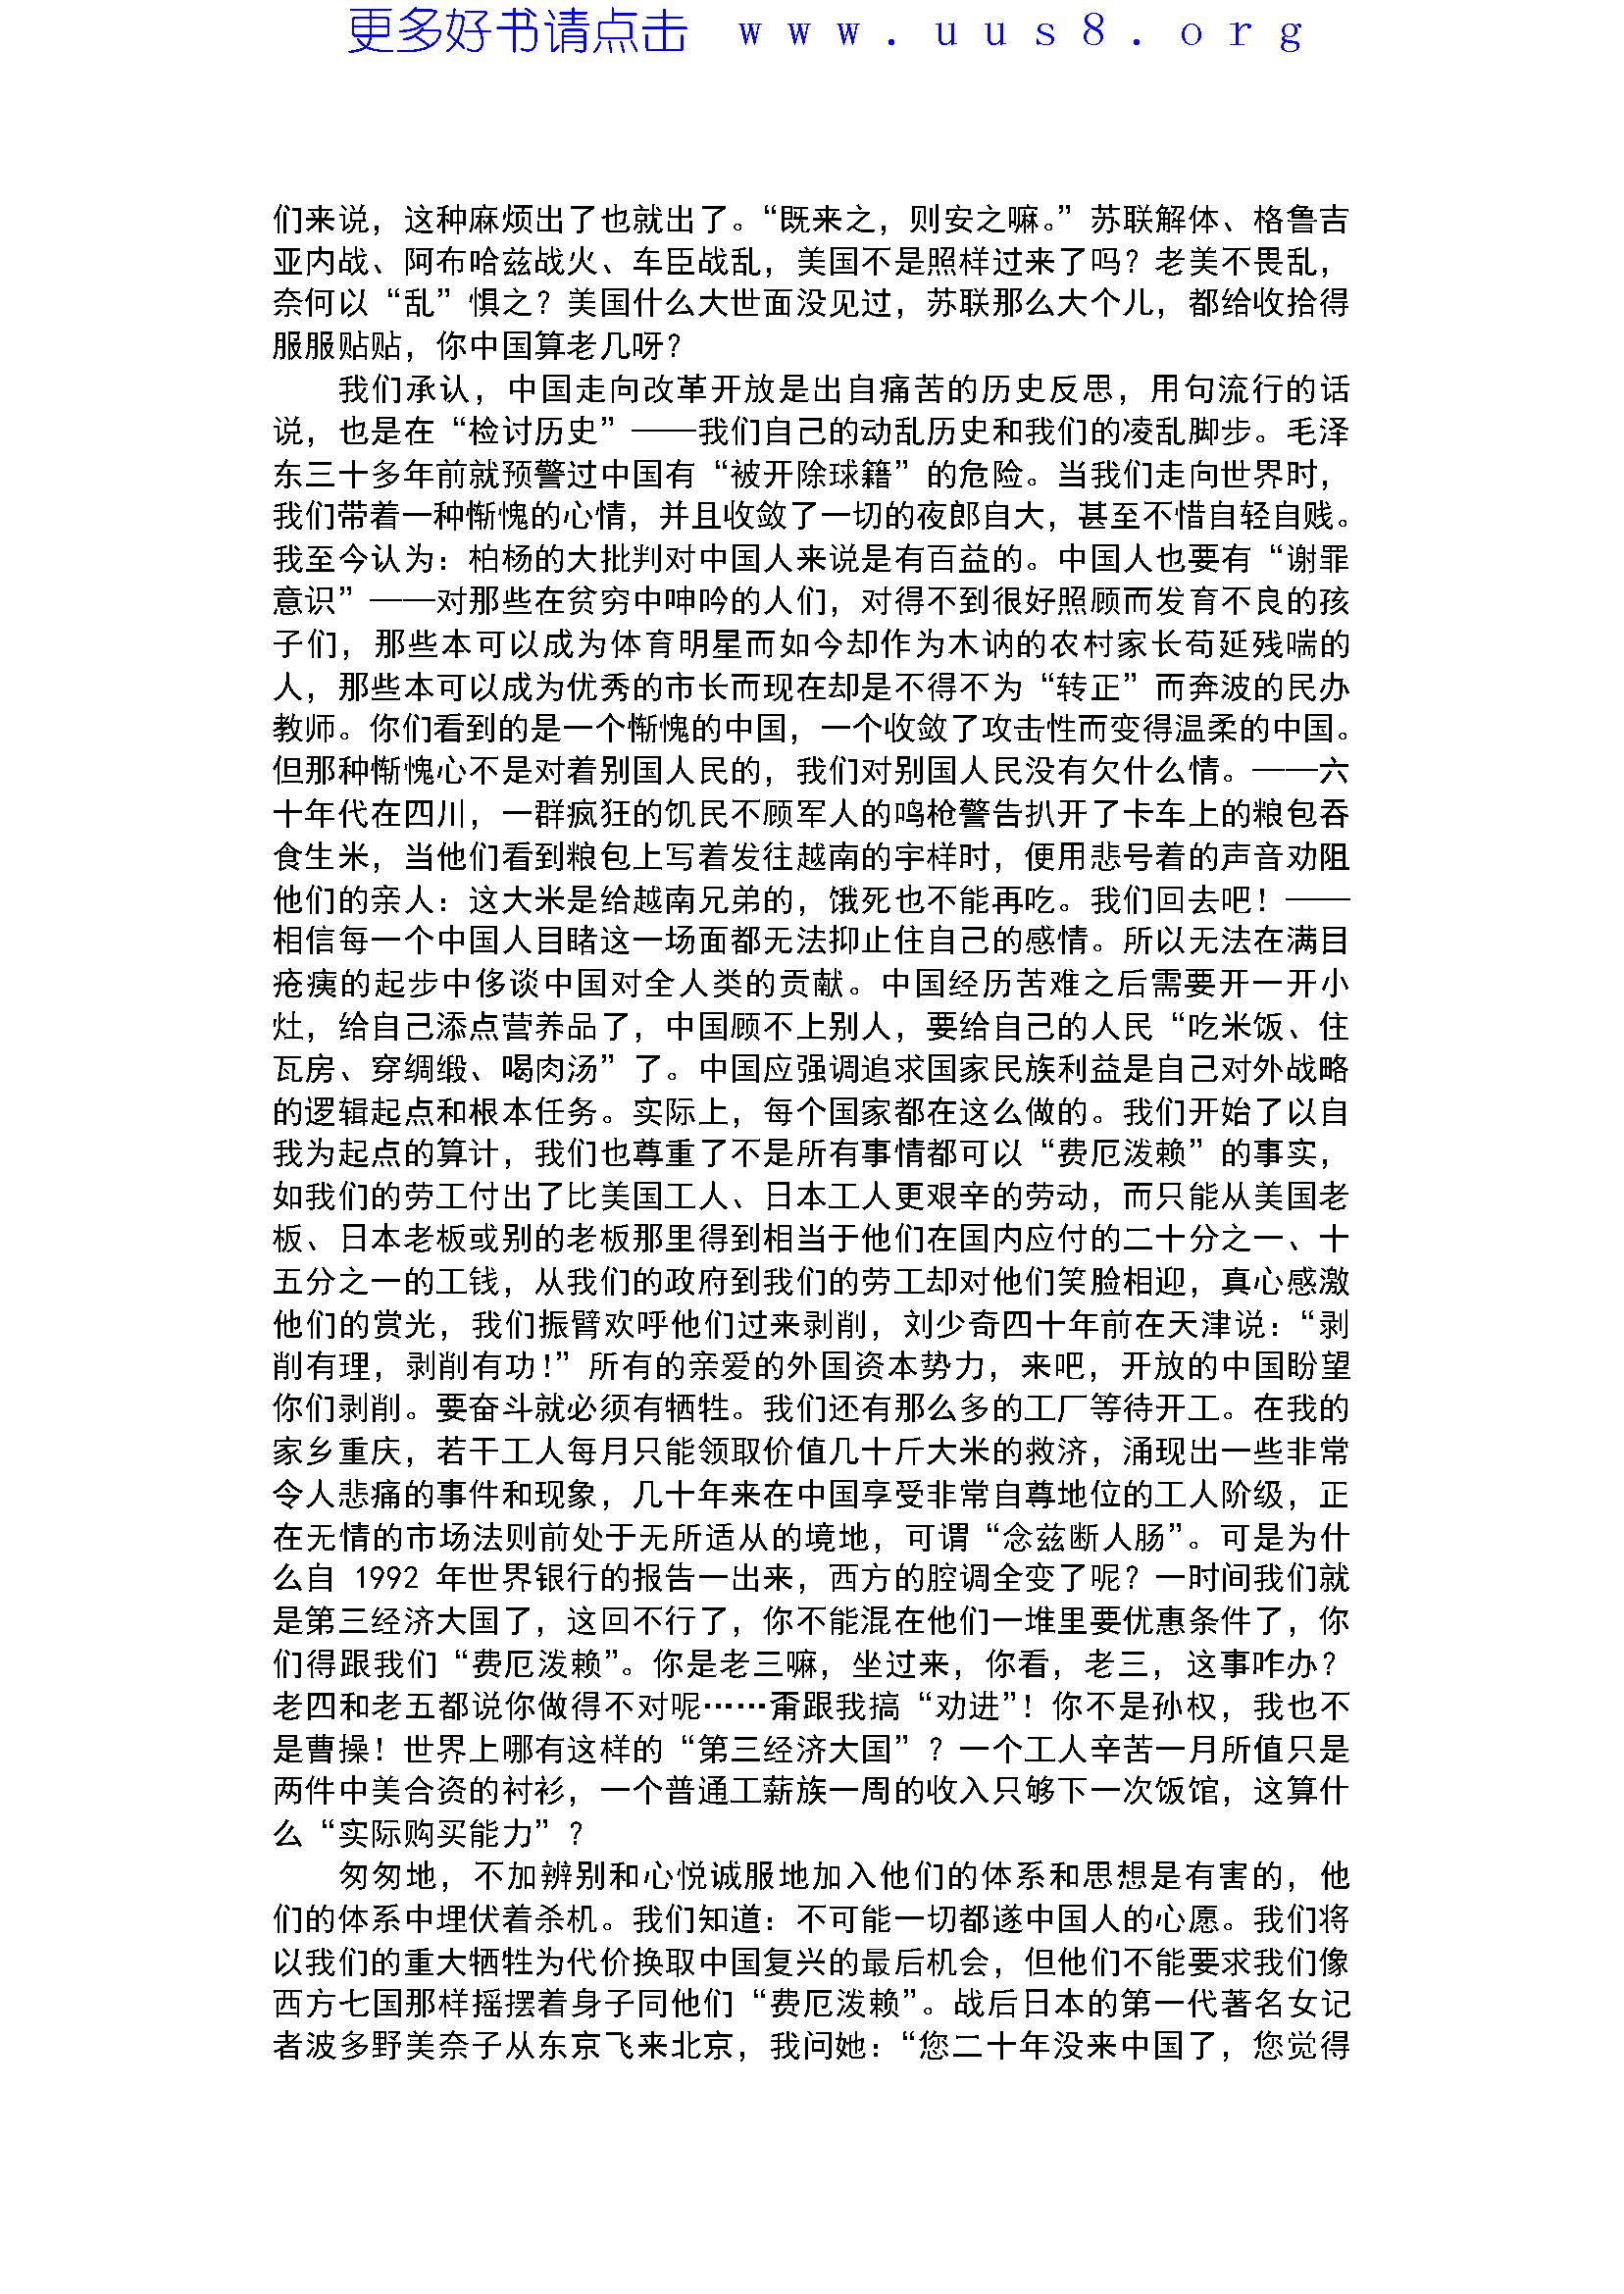 更多好书请点击 www.uus8.org
们来说，这种麻烦出了也就出了。“既来之，则安之嘛。”苏联解体、格鲁吉
亚内战、阿布哈兹战火、车臣战乱，美国不是照样过来了吗？老美不畏乱，
奈何以“乱”惧之？美国什么大世面没见过，苏联那么大个儿，都给收拾得
服服贴贴，你中国算老几呀？
我们承认，中国走向改革开放是出自痛苦的历史反思，用句流行的话
说，也是在“检讨历史”——我们自己的动乱历史和我们的凌乱脚步。毛泽
东三十多年前就预警过中国有“被开除球籍”的危险。当我们走向世界时，
我们带着一种惭愧的心情，并且收敛了一切的夜郎自大，甚至不惜自轻自贱。
我至今认为：柏杨的大批判对中国人来说是有百益的。中国人也要有“谢罪
意识”——对那些在贫穷中呻吟的人们，对得不到很好照顾而发育不良的孩
子们，那些本可以成为体育明星而如今却作为木讷的农村家长苟延残喘的
人，那些本可以成为优秀的市长而现在却是不得不为“转正”而奔波的民办
教师。你们看到的是一个惭愧的中国，一个收敛了攻击性而变得温柔的中国。
但那种惭愧心不是对着别国人民的，我们对别国人民没有欠什么情。——六
十年代在四川，一群疯狂的饥民不顾军人的鸣枪警告扒开了卡车上的粮包吞
食生米，当他们看到粮包上写着发往越南的宇样时，便用悲号着的声音劝阻
他们的亲人：这大米是给越南兄弟的，饿死也不能再吃。我们回去吧！——
相信每一个中国人目睹这一场面都无法抑止住自己的感情。所以无法在满目
疮痍的起步中侈谈中国对全人类的贡献。中国经历苦难之后需要开一开小
灶，给自己添点营养品了，中国顾不上别人，要给自己的人民“吃米饭、住
瓦房、穿绸缎、喝肉汤”了。中国应强调追求国家民族利益是自己对外战略
的逻辑起点和根本任务。实际上，每个国家都在这么做的。我们开始了以自
我为起点的算计，我们也尊重了不是所有事情都可以“费厄泼赖”的事实，
如我们的劳工付出了比美国工人、日本工人更艰辛的劳动，而只能从美国老
板、日本老板或别的老板那里得到相当于他们在国内应付的二十分之一、十
五分之一的工钱，从我们的政府到我们的劳工却对他们笑脸相迎，真心感激
他们的赏光，我们振臂欢呼他们过来剥削，刘少奇四十年前在天津说：“剥
削有理，剥削有功！”所有的亲爱的外国资本势力，来吧，开放的中国盼望
你们剥削。要奋斗就必须有牺牲。我们还有那么多的工厂等待开工。在我的
家乡重庆，若干工人每月只能领取价值几十斤大米的救济，涌现出一些非常
令人悲痛的事件和现象，几十年来在中国享受非常自尊地位的工人阶级，正
在无情的市场法则前处于无所适从的境地，可谓“念兹断人肠”。可是为什
么自 1992 年世界银行的报告一出来，西方的腔调全变了呢？一时间我们就
是第三经济大国了，这回不行了，你不能混在他们一堆里要优惠条件了，你
们得跟我们“费厄泼赖”。你是老三嘛，坐过来，你看，老三，这事咋办？
老四和老五都说你做得不对呢……甭跟我搞“劝进”！你不是孙权，我也不
是曹操！世界上哪有这样的“第三经济大国”？一个工人辛苦一月所值只是
两件中美合资的衬衫，一个普通工薪族一周的收入只够下一次饭馆，这算什
么“实际购买能力”？
匆匆地，不加辨别和心悦诚服地加入他们的体系和思想是有害的，他
们的体系中埋伏着杀机。我们知道：不可能一切都遂中国人的心愿。我们将
以我们的重大牺牲为代价换取中国复兴的最后机会，但他们不能要求我们像
西方七国那样摇摆着身子同他们“费厄泼赖”。战后日本的第一代著名女记
者波多野美奈子从东京飞来北京，我问她：“您二十年没来中国了，您觉得